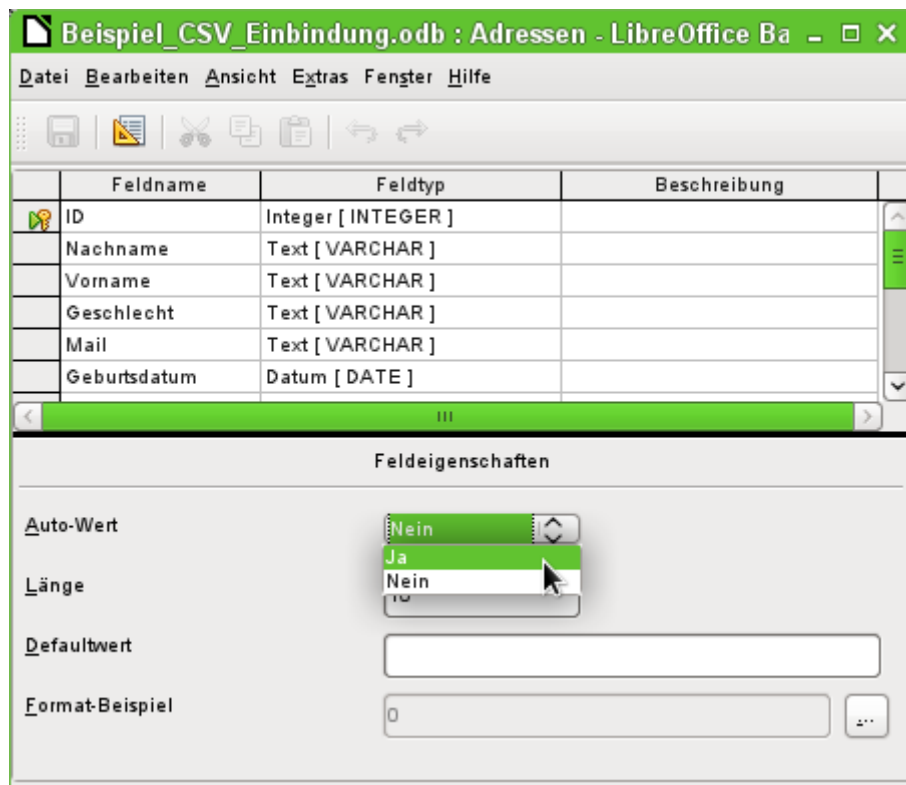 Beispiel_CSV_Einbindung.odb : Adressen - LibreOffice Ba
Datei Bearbeiten Ansicht Extras Fenster Hilfe
Feldname Feldtyp Beschreibung
ID Integer [ INTEGER ]
Nachname Text [ VARCHAR ]
Vorname Text [ VARCHAR ]
Geschlecht Text [ VARCHAR ]
Mail Text [ VARCHAR ]
Geburtsdatum Datum [ DATE ]
Feldeigenschaften
Auto-Wert Nein
Ja
Nein
Länge
Defaultwert
Format-Beispiel 0 ...